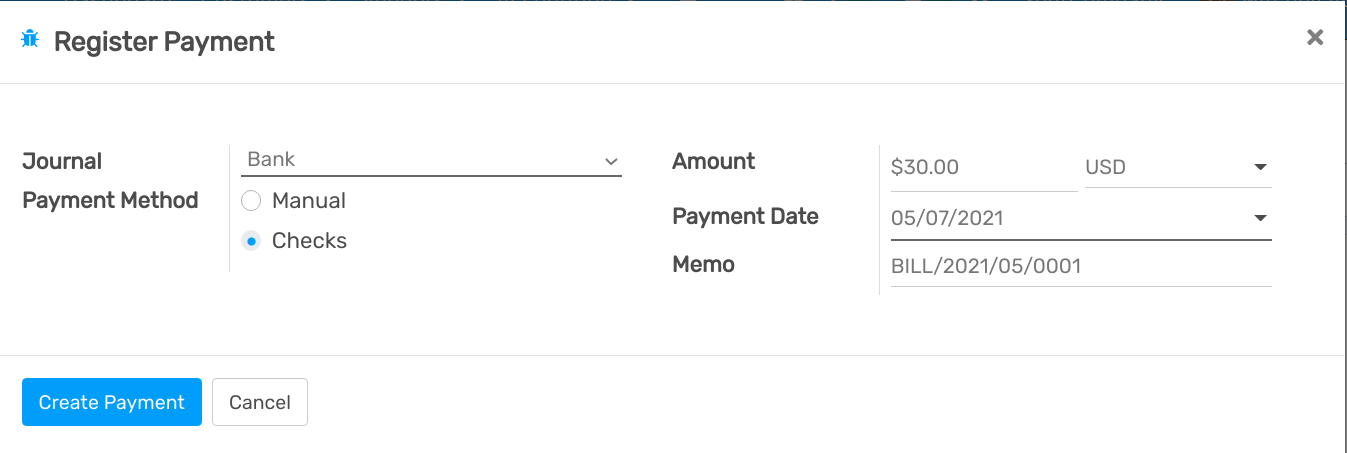 Register Payment
Journal
Bank
Payment Method
Manual
Checks
Amount
$30.00
USD
Payment Date
05/07/2021
Memo
BILL/2021/05/0001
Create Payment
Cancel